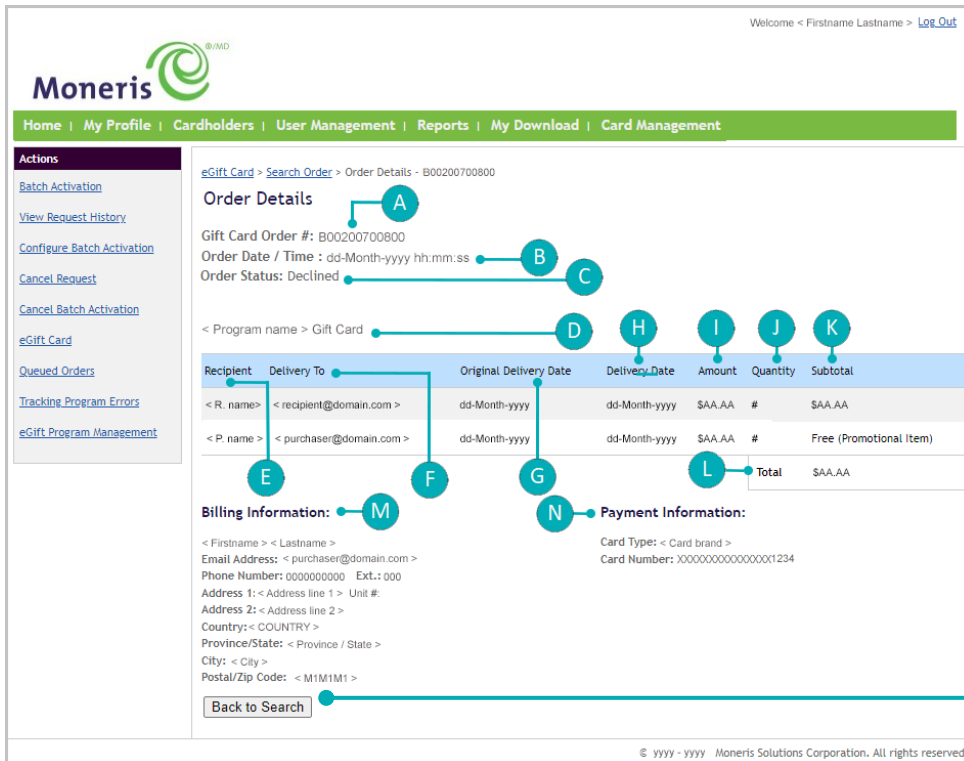 Welcome < Firstname Lastname > Log Out
®/MD
Moneris
Home | My Profile | Cardholders | User Management | Reports | My Download | Card Management
Actions
Batch Activation
View Request History
Configure Batch Activation
Cancel Request
Cancel Batch Activation
eGift Card
Queued Orders
Tracking Program Errors
eGift Program Management
eGift Card > Search Order > Order Details - B00200700800
Order Details
A
Gift Card Order #: B00200700800
Order Date / Time : dd-Month-yyyy hh:mm:ss
B
Order Status: Declined
C
< Program name > Gift Card
D
H I J K
Recipient Delivery To Original Delivery Date Delivery Date Amount Quantity Subtotal
< R. name> < recipient@domain.com > dd-Month-yyyy dd-Month-yyyy $AA.AA # $AA.AA
< P. name > < purchaser@domain.com > dd-Month-yyyy dd-Month-yyyy $AA.AA # Free (Promotional Item)
E F G L Total $AA.AA
Billing Information: M
N Payment Information:
< Firstname > < Lastname >
Email Address: < purchaser@domain.com >
Phone Number: 0000000000 Ext.: 000
Address 1: < Address line 1 > Unit #:
Address 2: < Address line 2 >
Country: < COUNTRY >
Province/State: < Province / State >
City: < City >
Postal/Zip Code: < M1M1M1 >
Card Type: < Card brand >
Card Number: XXXXXXXXXXXXXXX1234
Back to Search
© yyyy - yyyy Moneris Solutions Corporation. All rights reserved